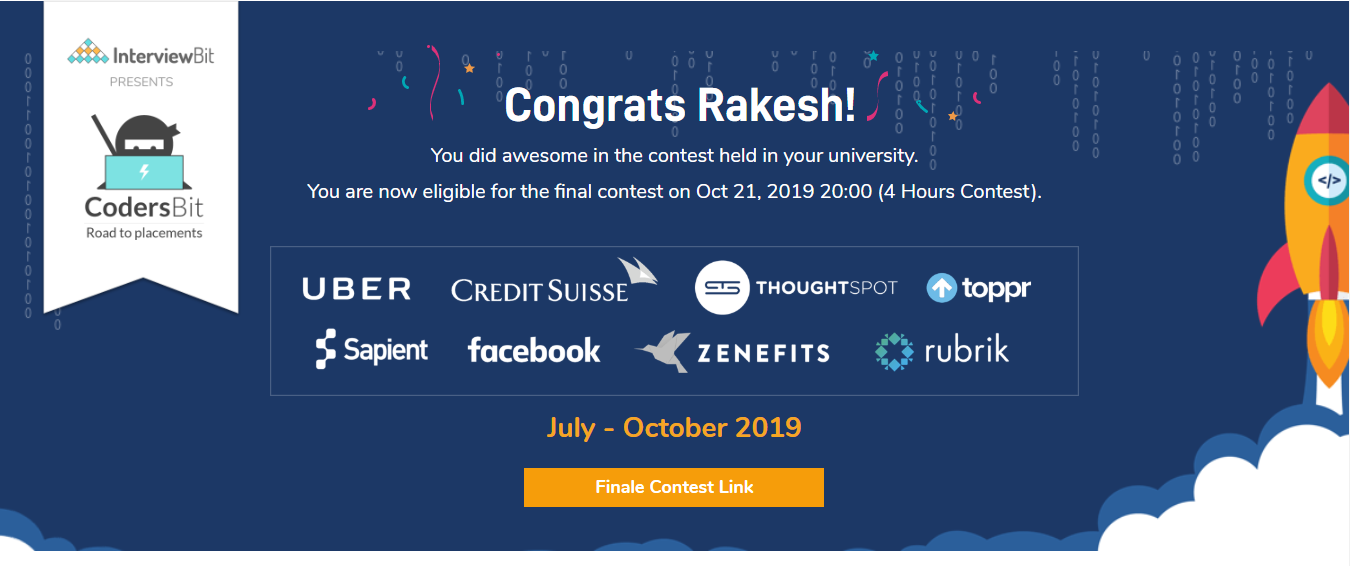 InterviewBit
PRESENTS
CodersBit
Road to placements
Congrats Rakesh!
You did awesome in the contest held in your university.
You are now eligible for the final contest on Oct 21, 2019 20:00 (4 Hours Contest).
</>
UBER CREDIT SUISSE THOUGHTSPOT toppr
Sapient facebook ZENEFITS rubrik
July - October 2019
Finale Contest Link